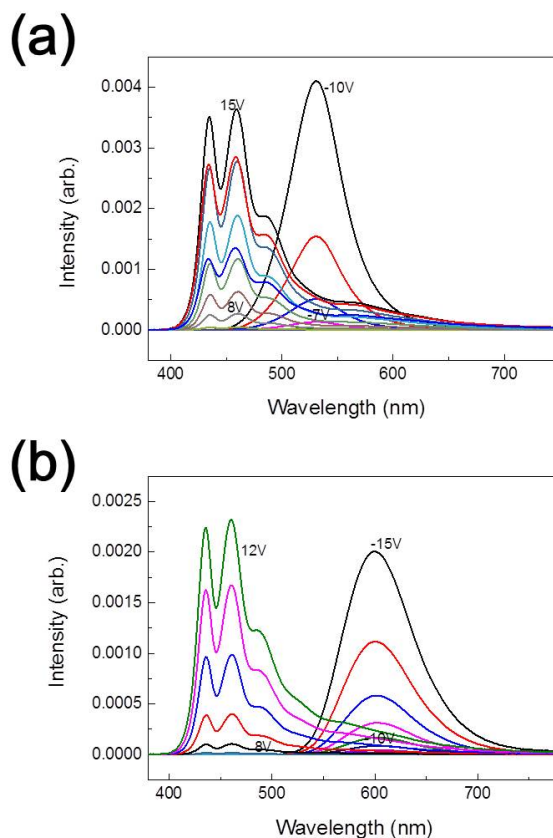 (a)
0.004
0.003
0.002
0.001
0.000
Intensity (arb.)
15V
-10V
8V
-7V
400 500 600 700
Wavelength (nm)
(b)
0.0025
0.0020
0.0015
0.0010
0.0005
0.0000
Intensity (arb.)
12V
-15V
8V
-10V
400 500 600 700
Wavelength (nm)